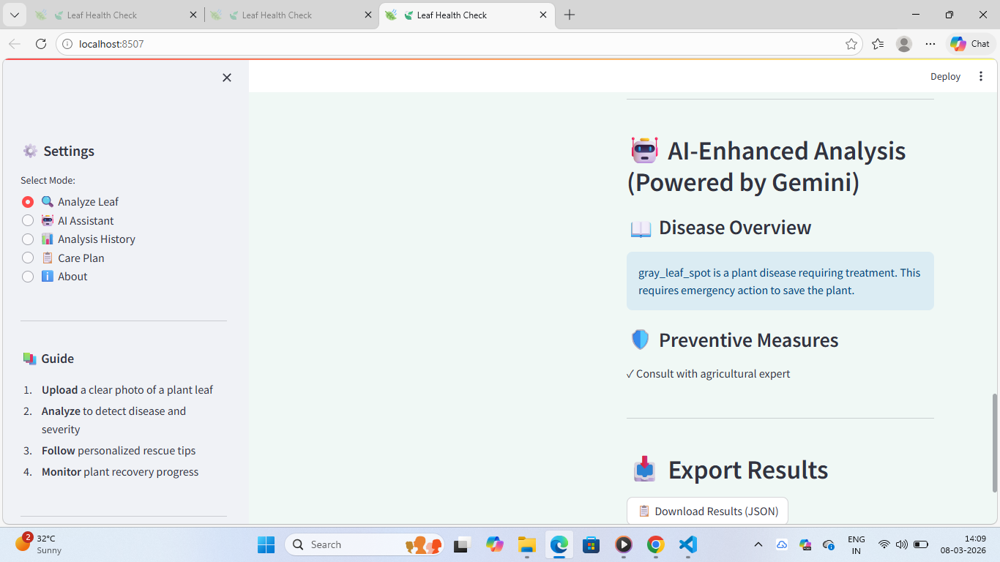 Leaf Health Check
Leaf Health Check
Leaf Health Check
localhost:8507
Chat
Deploy
Settings
Select Mode:
Analyze Leaf
AI Assistant
Analysis History
Care Plan
About
Guide
1. Upload a clear photo of a plant leaf
2. Analyze to detect disease and
severity
3. Follow personalized rescue tips
4. Monitor plant recovery progress
AI-Enhanced Analysis
(Powered by Gemini)
Disease Overview
gray_leaf_spot is a plant disease requiring treatment. This
requires emergency action to save the plant.
Preventive Measures
✓ Consult with agricultural expert
Export Results
Download Results (JSON)
2
32°C
Sunny
Search
ENG
IN
14:09
08-03-2026